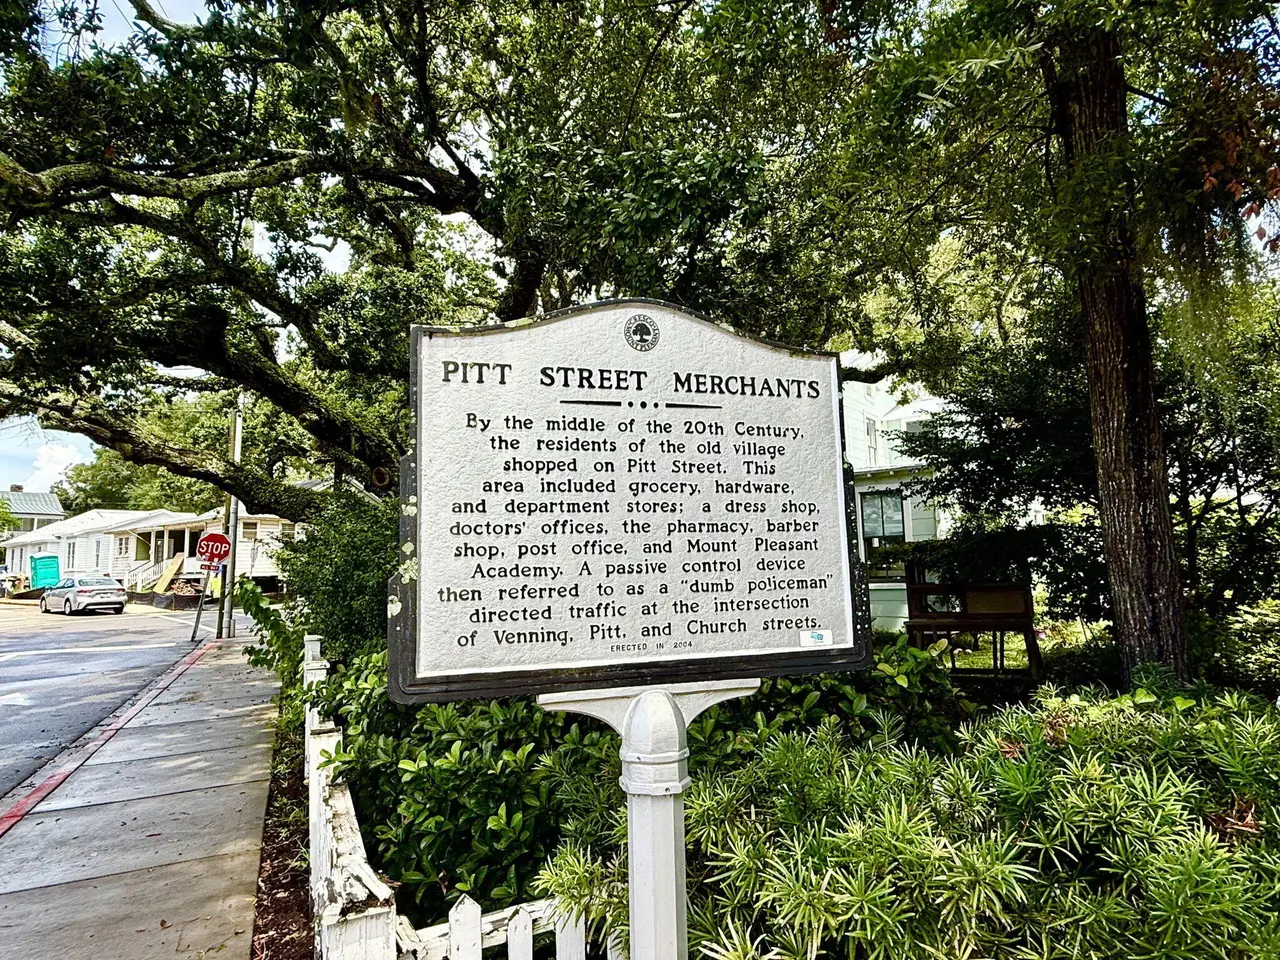 PITT STREET MERCHANTS
By the middle of the 20th Century,
the residents of the old village
shopped on Pitt Street. This
area included grocery, hardware,
and department stores; a dress shop,
doctors' offices, the pharmacy, barber
shop, post office, and Mount Pleasant
Academy. A passive control device
then referred to as a "dumb policeman"
directed traffic at the intersection
of Venning, Pitt, and Church streets.
ERECTED IN 2004
STOP